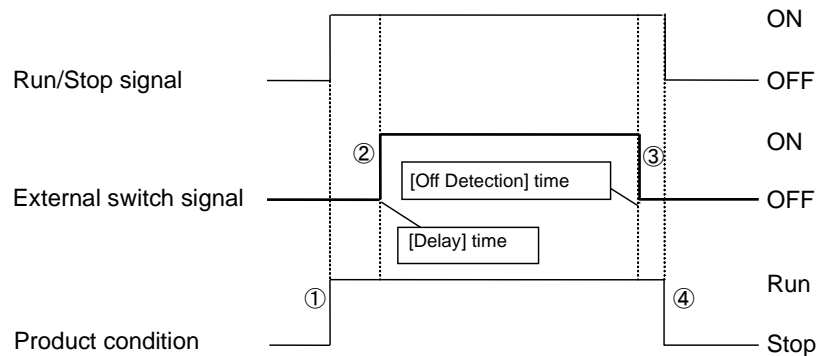 ON
Run/Stop signal
OFF
ON
②
③
[Off Detection] time
External switch signal
OFF
[Delay] time
Run
①
④
Product condition
Stop